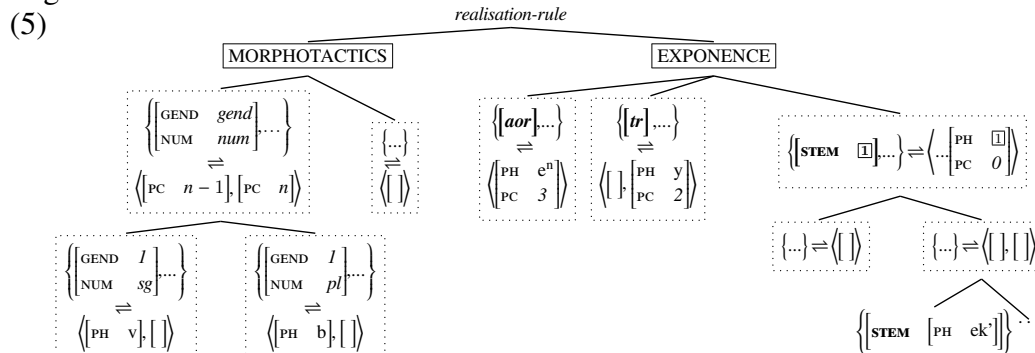 (5)
realisation-rule
MORPHOTACTICS
EXPONENCE
{[GEND gend
NUM num],...}
⇌
⟨[PC n − 1], [PC n]⟩
{...}
⇌
⟨[ ]⟩
{[aor],...}
⇌
⟨[PH eⁿ
PC 3]⟩
{[tr],...}
⇌
⟨[ ], [PH y
PC 2]⟩
{[STEM 1],...} ⇌ ⟨...[PH 1
PC 0]⟩
{[GEND 1
NUM sg],...}
⇌
⟨[PH v], [ ]⟩
{[GEND 1
NUM pl],...}
⇌
⟨[PH b], [ ]⟩
{...} ⇌ ⟨[ ]⟩
{...} ⇌ ⟨[ ], [ ]⟩
{[STEM [PH ek’]]} ...